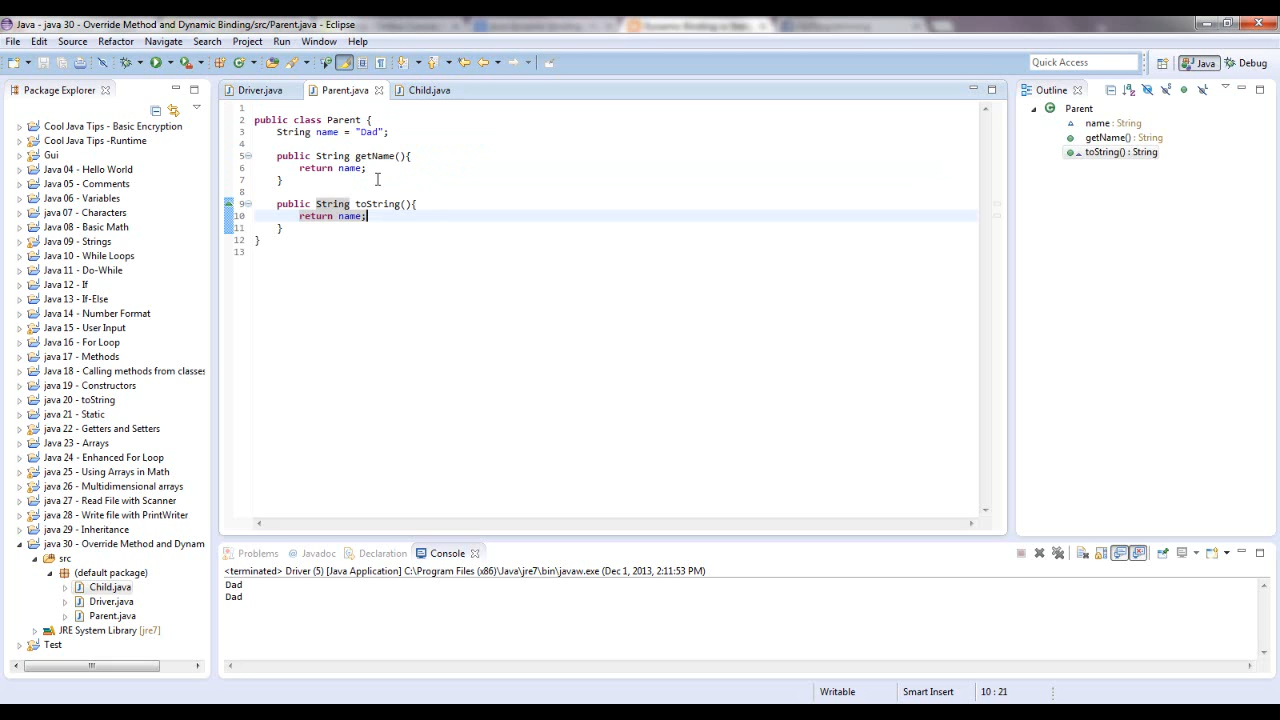 Java - java 30 - Override Method and Dynamic Binding/src/Parent.java - Eclipse
File Edit Source Refactor Navigate Search Project Run Window Help
Quick Access
Java
Debug
Package Explorer
Cool Java Tips - Basic Encryption
Cool Java Tips -Runtime
Gui
Java 04 - Hello World
Java 05 - Comments
Java 06 - Variables
java 07 - Characters
Java 08 - Basic Math
Java 09 - Strings
Java 10 - While Loops
Java 11 - Do-While
Java 12 - If
Java 13 - If-Else
Java 14 - Number Format
Java 15 - User Input
Java 16 - For Loop
java 17 - Methods
Java 18 - Calling methods from classes
java 19 - Constructors
java 20 - toString
java 21 - Static
java 22 - Getters and Setters
Java 23 - Arrays
Java 24 - Enhanced For Loop
java 25 - Using Arrays in Math
java 26 - Multidimensional arrays
java 27 - Read File with Scanner
java 28 - Write file with PrintWriter
java 29 - Inheritance
java 30 - Override Method and Dynam
src
(default package)
Child.java
Driver.java
Parent.java
JRE System Library [jre7]
Test
Driver.java Parent.java Child.java
1
2 public class Parent {
3 String name = "Dad";
4
5 public String getName(){
6 return name;
7 }
8
9 public String toString(){
10 return name;
11 }
12 }
13
Outline
Parent
name : String
getName() : String
toString() : String
Problems Javadoc Declaration Console
<terminated> Driver (5) [Java Application] C:\Program Files (x86)\Java\jre7\bin\javaw.exe (Dec 1, 2013, 2:11:53 PM)
Dad
Dad
Writable Smart Insert 10 : 21